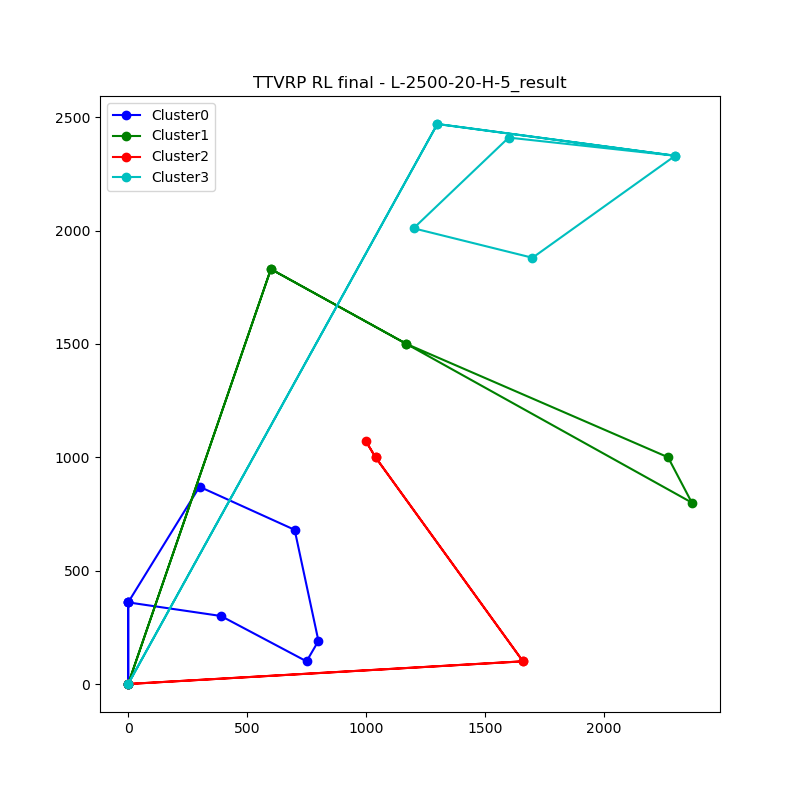 TTVRP RL final - L-2500-20-H-5_result
Cluster0
Cluster1
Cluster2
Cluster3
2500
2000
1500
1000
500
0
0 500 1000 1500 2000